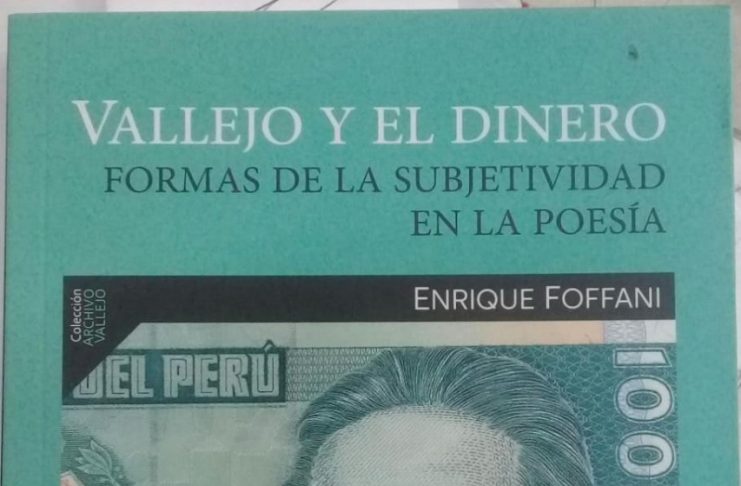 VALLEJO Y EL DINERO
FORMAS DE LA SUBJETIVIDAD
EN LA POESÍA
ENRIQUE FOFFANI
Colección
ARCHIVO
VALLEJO
DEL PERÚ
100